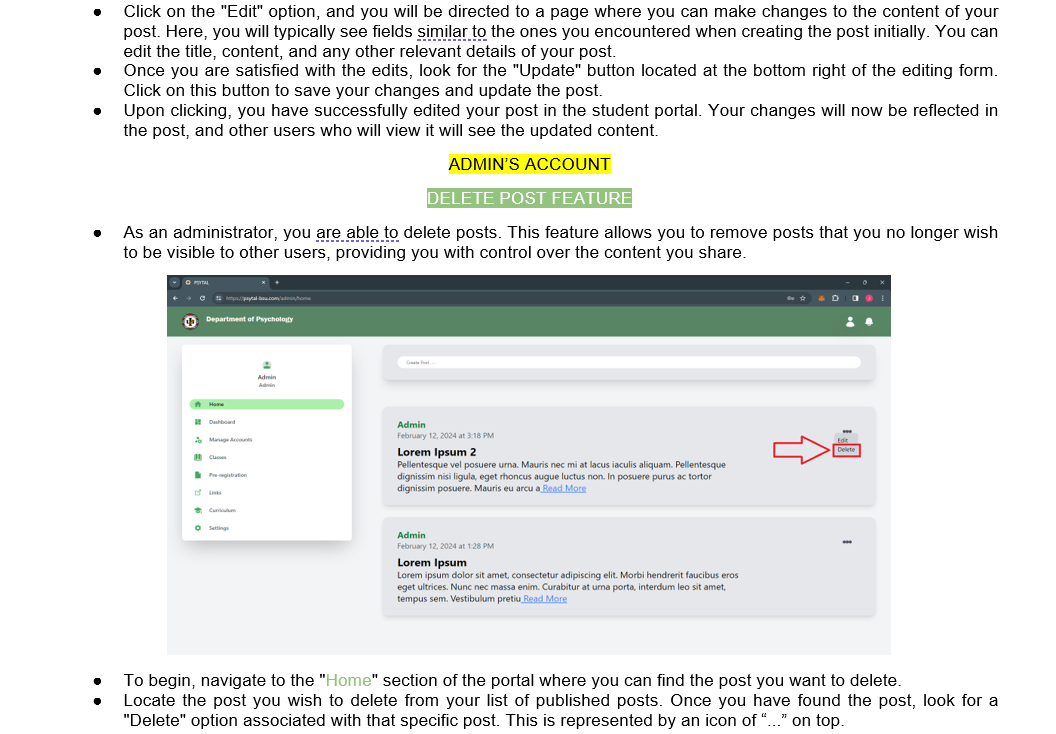 ● Click on the "Edit" option, and you will be directed to a page where you can make changes to the content of your
post. Here, you will typically see fields similar to the ones you encountered when creating the post initially. You can
edit the title, content, and any other relevant details of your post.
● Once you are satisfied with the edits, look for the "Update" button located at the bottom right of the editing form.
Click on this button to save your changes and update the post.
● Upon clicking, you have successfully edited your post in the student portal. Your changes will now be reflected in
the post, and other users who will view it will see the updated content.
ADMIN'S ACCOUNT
DELETE POST FEATURE
● As an administrator, you are able to delete posts. This feature allows you to remove posts that you no longer wish
to be visible to other users, providing you with control over the content you share.
PSYTAL
https://psytal-bsu.com/admin/home
Department of Psychology
Create Post ...
Admin
Admin
Home
Dashboard
Manage Accounts
Classes
Pre-registration
Links
Curriculum
Settings
Admin
February 12, 2024 at 3:18 PM
Edit
Delete
Lorem Ipsum 2
Pellentesque vel posuere urna. Mauris nec mi at lacus iaculis aliquam. Pellentesque
dignissim nisi ligula, eget rhoncus augue luctus non. In posuere purus ac tortor
dignissim posuere. Mauris eu arcu a Read More
Admin
February 12, 2024 at 1:28 PM
Lorem Ipsum
Lorem ipsum dolor sit amet, consectetur adipiscing elit. Morbi hendrerit faucibus eros
eget ultrices. Nunc nec massa enim. Curabitur at urna porta, interdum leo sit amet,
tempus sem. Vestibulum pretiu Read More
● To begin, navigate to the "Home" section of the portal where you can find the post you want to delete.
● Locate the post you wish to delete from your list of published posts. Once you have found the post, look for a
"Delete" option associated with that specific post. This is represented by an icon of “...” on top.